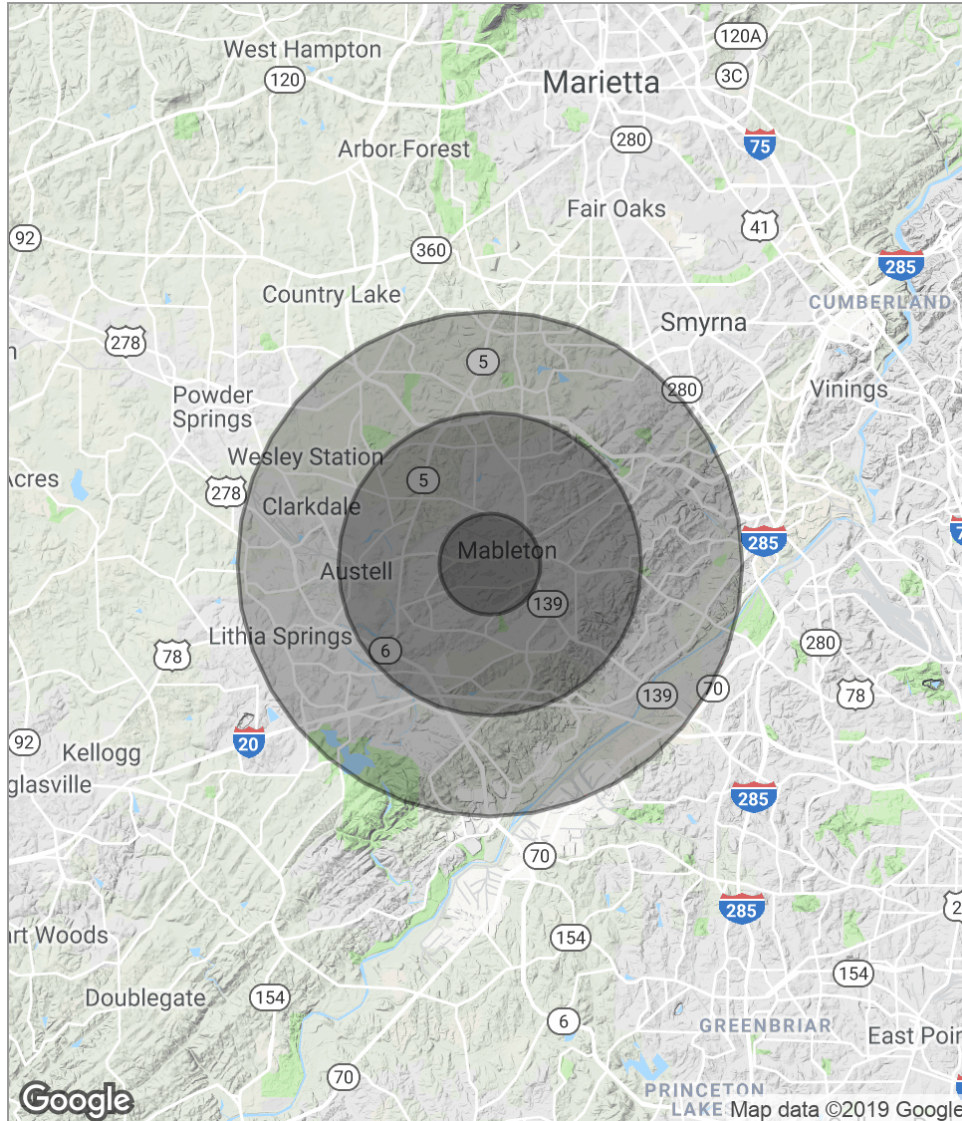 120A
West Hampton
120
3C
Marietta
280
75
Arbor Forest
Fair Oaks
41
92
360
285
Country Lake
CUMBERLAND
Smyrna
278
5
280
Powder
Springs
Vinings
Wesley Station
5
278
Clarkdale
285
Mableton
Austell
139
Lithia Springs
6
280
78
139
70
78
92
20
Kellogg
glasville
285
70
285
art Woods
154
154
Doublegate
154
6
GREENBRIAR
East Poin
70
PRINCETON
LAKES
Google
Map data ©2019 Google